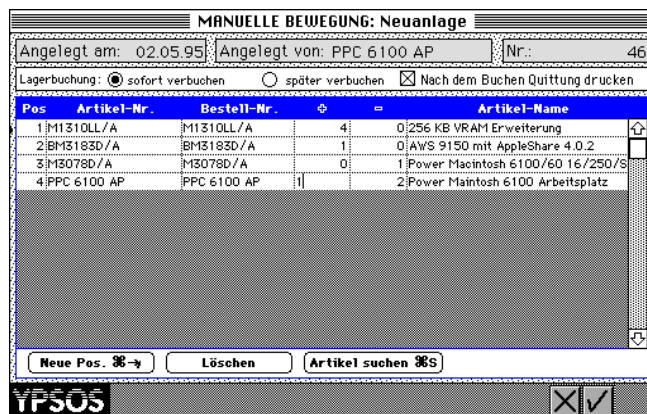 MANUELLE BEWEGUNG: Neuanlage
Angelegt am: 02.05.95 Angelegt von: PPC 6100 AP Nr.: 46
Lagerbuchung: sofort verbuchen später verbuchen Nach dem Buchen Quittung drucken
Pos Artikel-Nr. Bestell-Nr. + - Artikel-Name
1 M1310LL/A M1310LL/A 4 0 256 KB VRAM Erweiterung
2 BM3183D/A BM3183D/A 1 0 AWS 9150 mit AppleShare 4.0.2
3 M3078D/A M3078D/A 0 1 Power Macintosh 6100/60 16/250/S
4 PPC 6100 AP PPC 6100 AP 1 2 Power Maintosh 6100 Arbeitsplatz
Neue Pos. ⌘→ Löschen Artikel suchen ⌘S
YPSOS